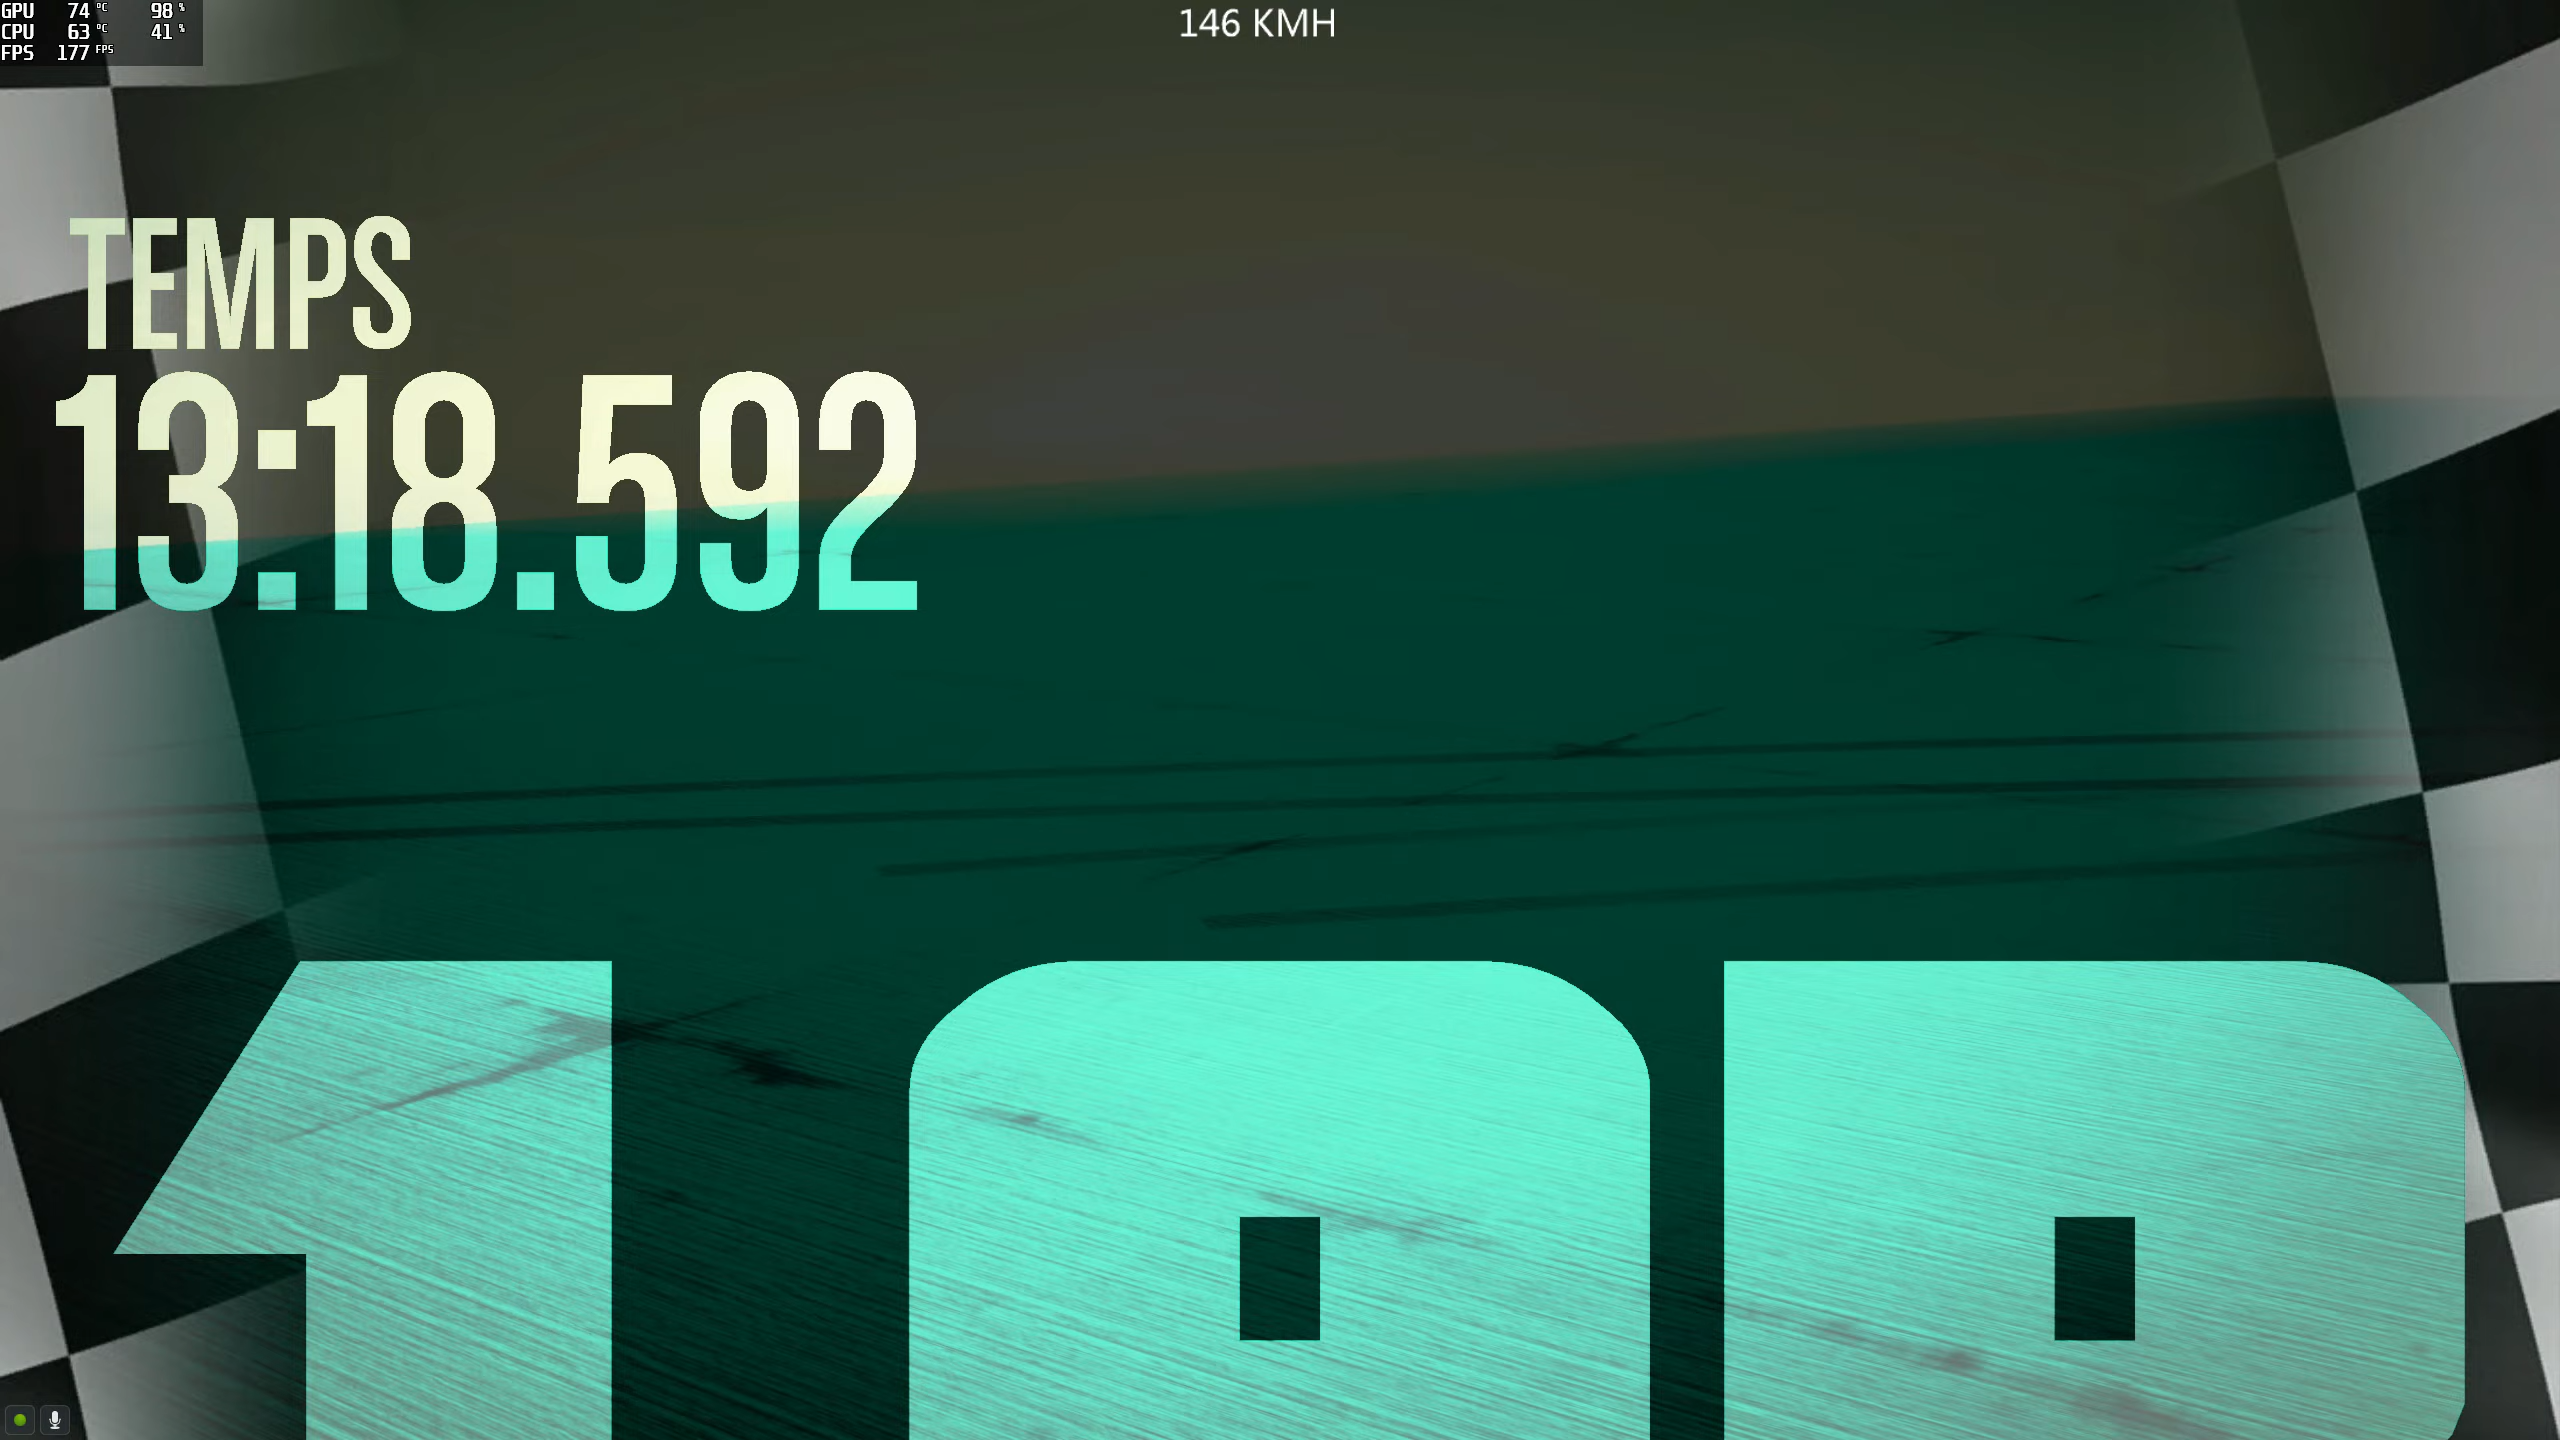 GPU 74 °C 98 %
CPU 63 °C 41 %
FPS 177 FPS
146 KMH
TEMPS
13:18.592